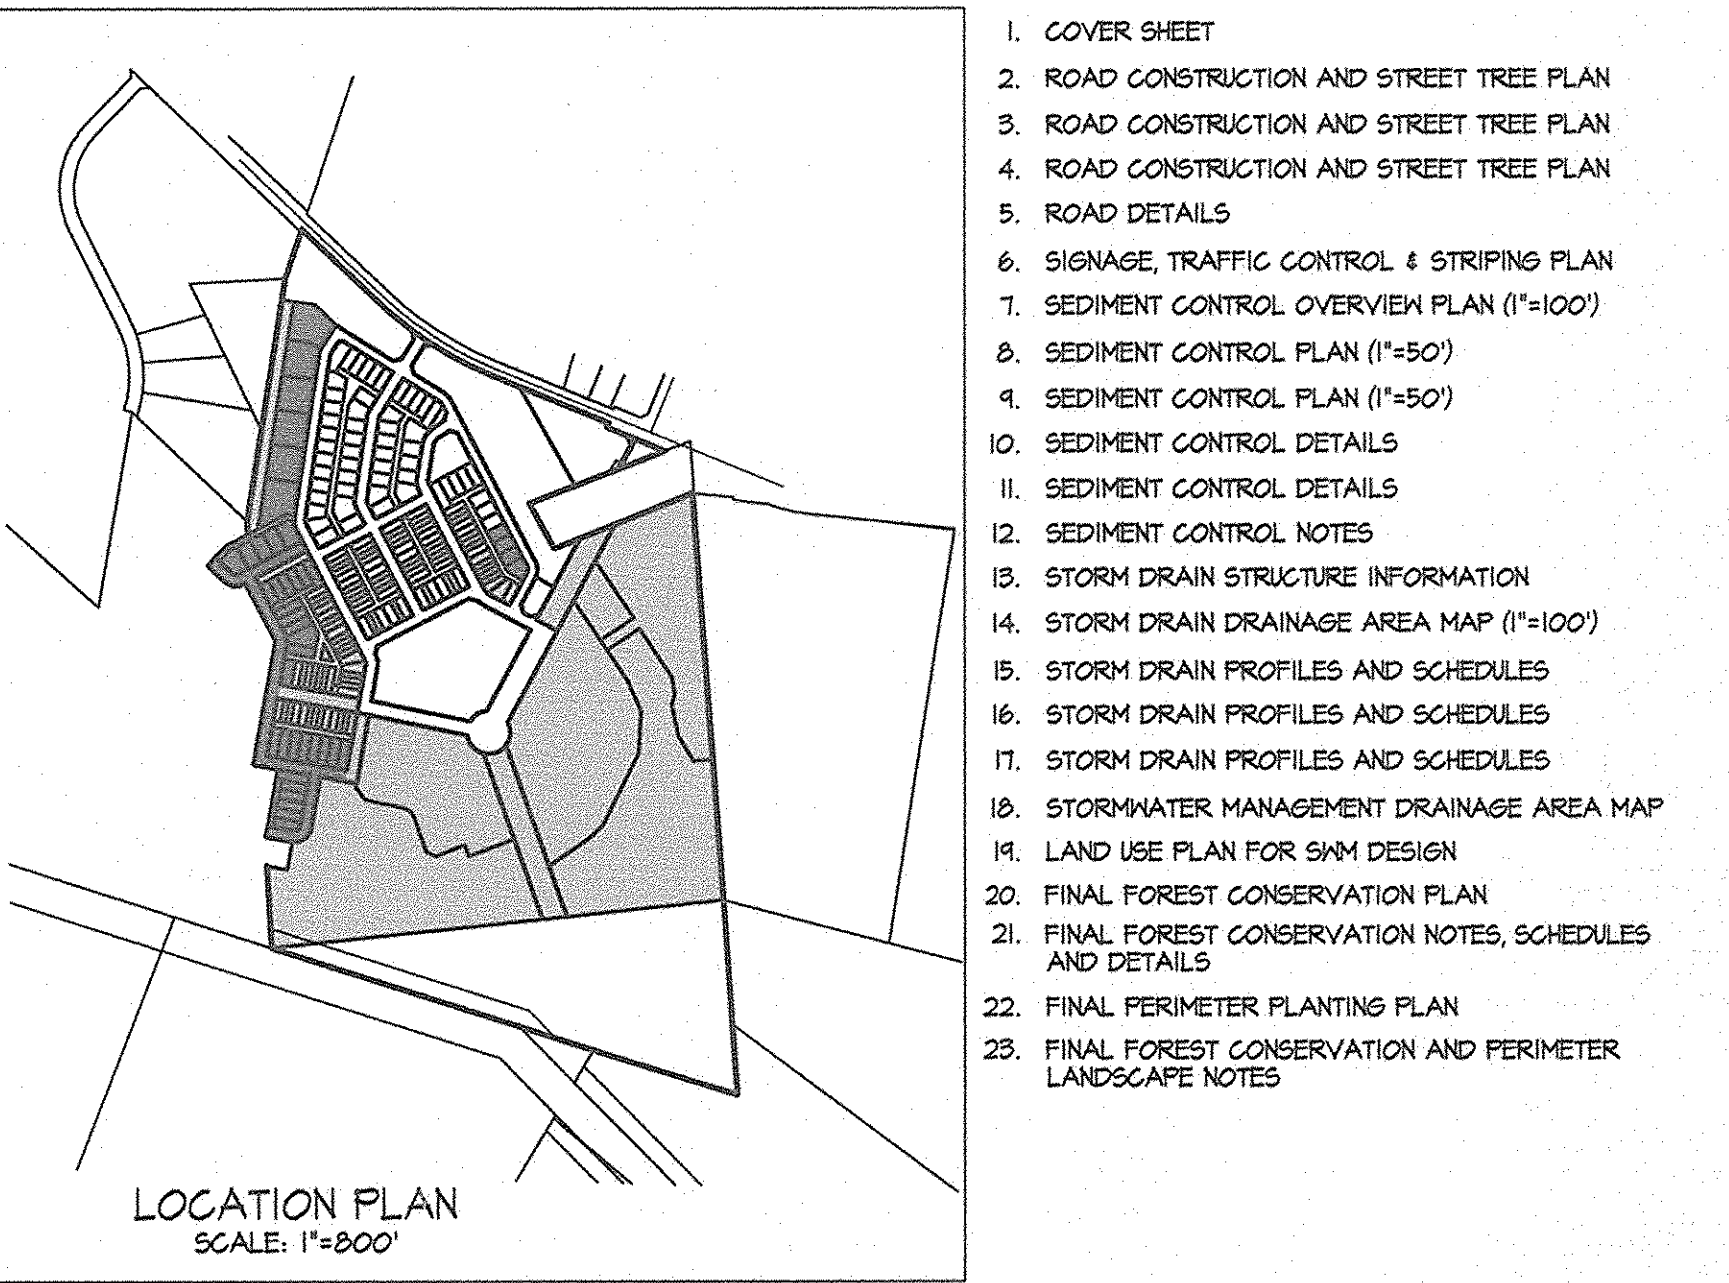 1. COVER SHEET
2. ROAD CONSTRUCTION AND STREET TREE PLAN
3. ROAD CONSTRUCTION AND STREET TREE PLAN
4. ROAD CONSTRUCTION AND STREET TREE PLAN
5. ROAD DETAILS
6. SIGNAGE, TRAFFIC CONTROL & STRIPING PLAN
7. SEDIMENT CONTROL OVERVIEW PLAN (1"=100')
8. SEDIMENT CONTROL PLAN (1"=50')
9. SEDIMENT CONTROL PLAN (1"=50')
10. SEDIMENT CONTROL DETAILS
11. SEDIMENT CONTROL DETAILS
12. SEDIMENT CONTROL NOTES
13. STORM DRAIN STRUCTURE INFORMATION
14. STORM DRAIN DRAINAGE AREA MAP (1"=100')
15. STORM DRAIN PROFILES AND SCHEDULES
16. STORM DRAIN PROFILES AND SCHEDULES
17. STORM DRAIN PROFILES AND SCHEDULES
18. STORMWATER MANAGEMENT DRAINAGE AREA MAP
19. LAND USE PLAN FOR SWM DESIGN
20. FINAL FOREST CONSERVATION PLAN
21. FINAL FOREST CONSERVATION NOTES, SCHEDULES
AND DETAILS
22. FINAL PERIMETER PLANTING PLAN
23. FINAL FOREST CONSERVATION AND PERIMETER
LANDSCAPE NOTES
LOCATION PLAN
SCALE: 1"=800'